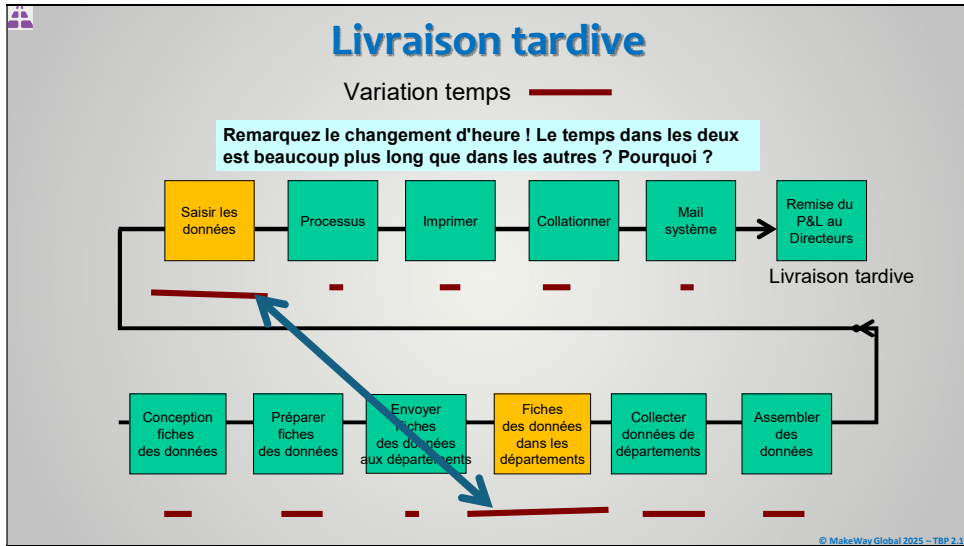 Livraison tardive
Variation temps
Remarquez le changement d'heure ! Le temps dans les deux
est beaucoup plus long que dans les autres ? Pourquoi ?
Saisir les
données
Processus
Imprimer
Collationner
Mail
système
Remise du
P&L au
Directeurs
Livraison tardive
Conception
fiches
des données
Préparer
fiches
des données
Envoyer
fiches
des données
aux départements
Fiches
des données
dans les
départements
Collecter
données de
départements
Assembler
des
données
© MakeWay Global 2025 – TBP 2.1